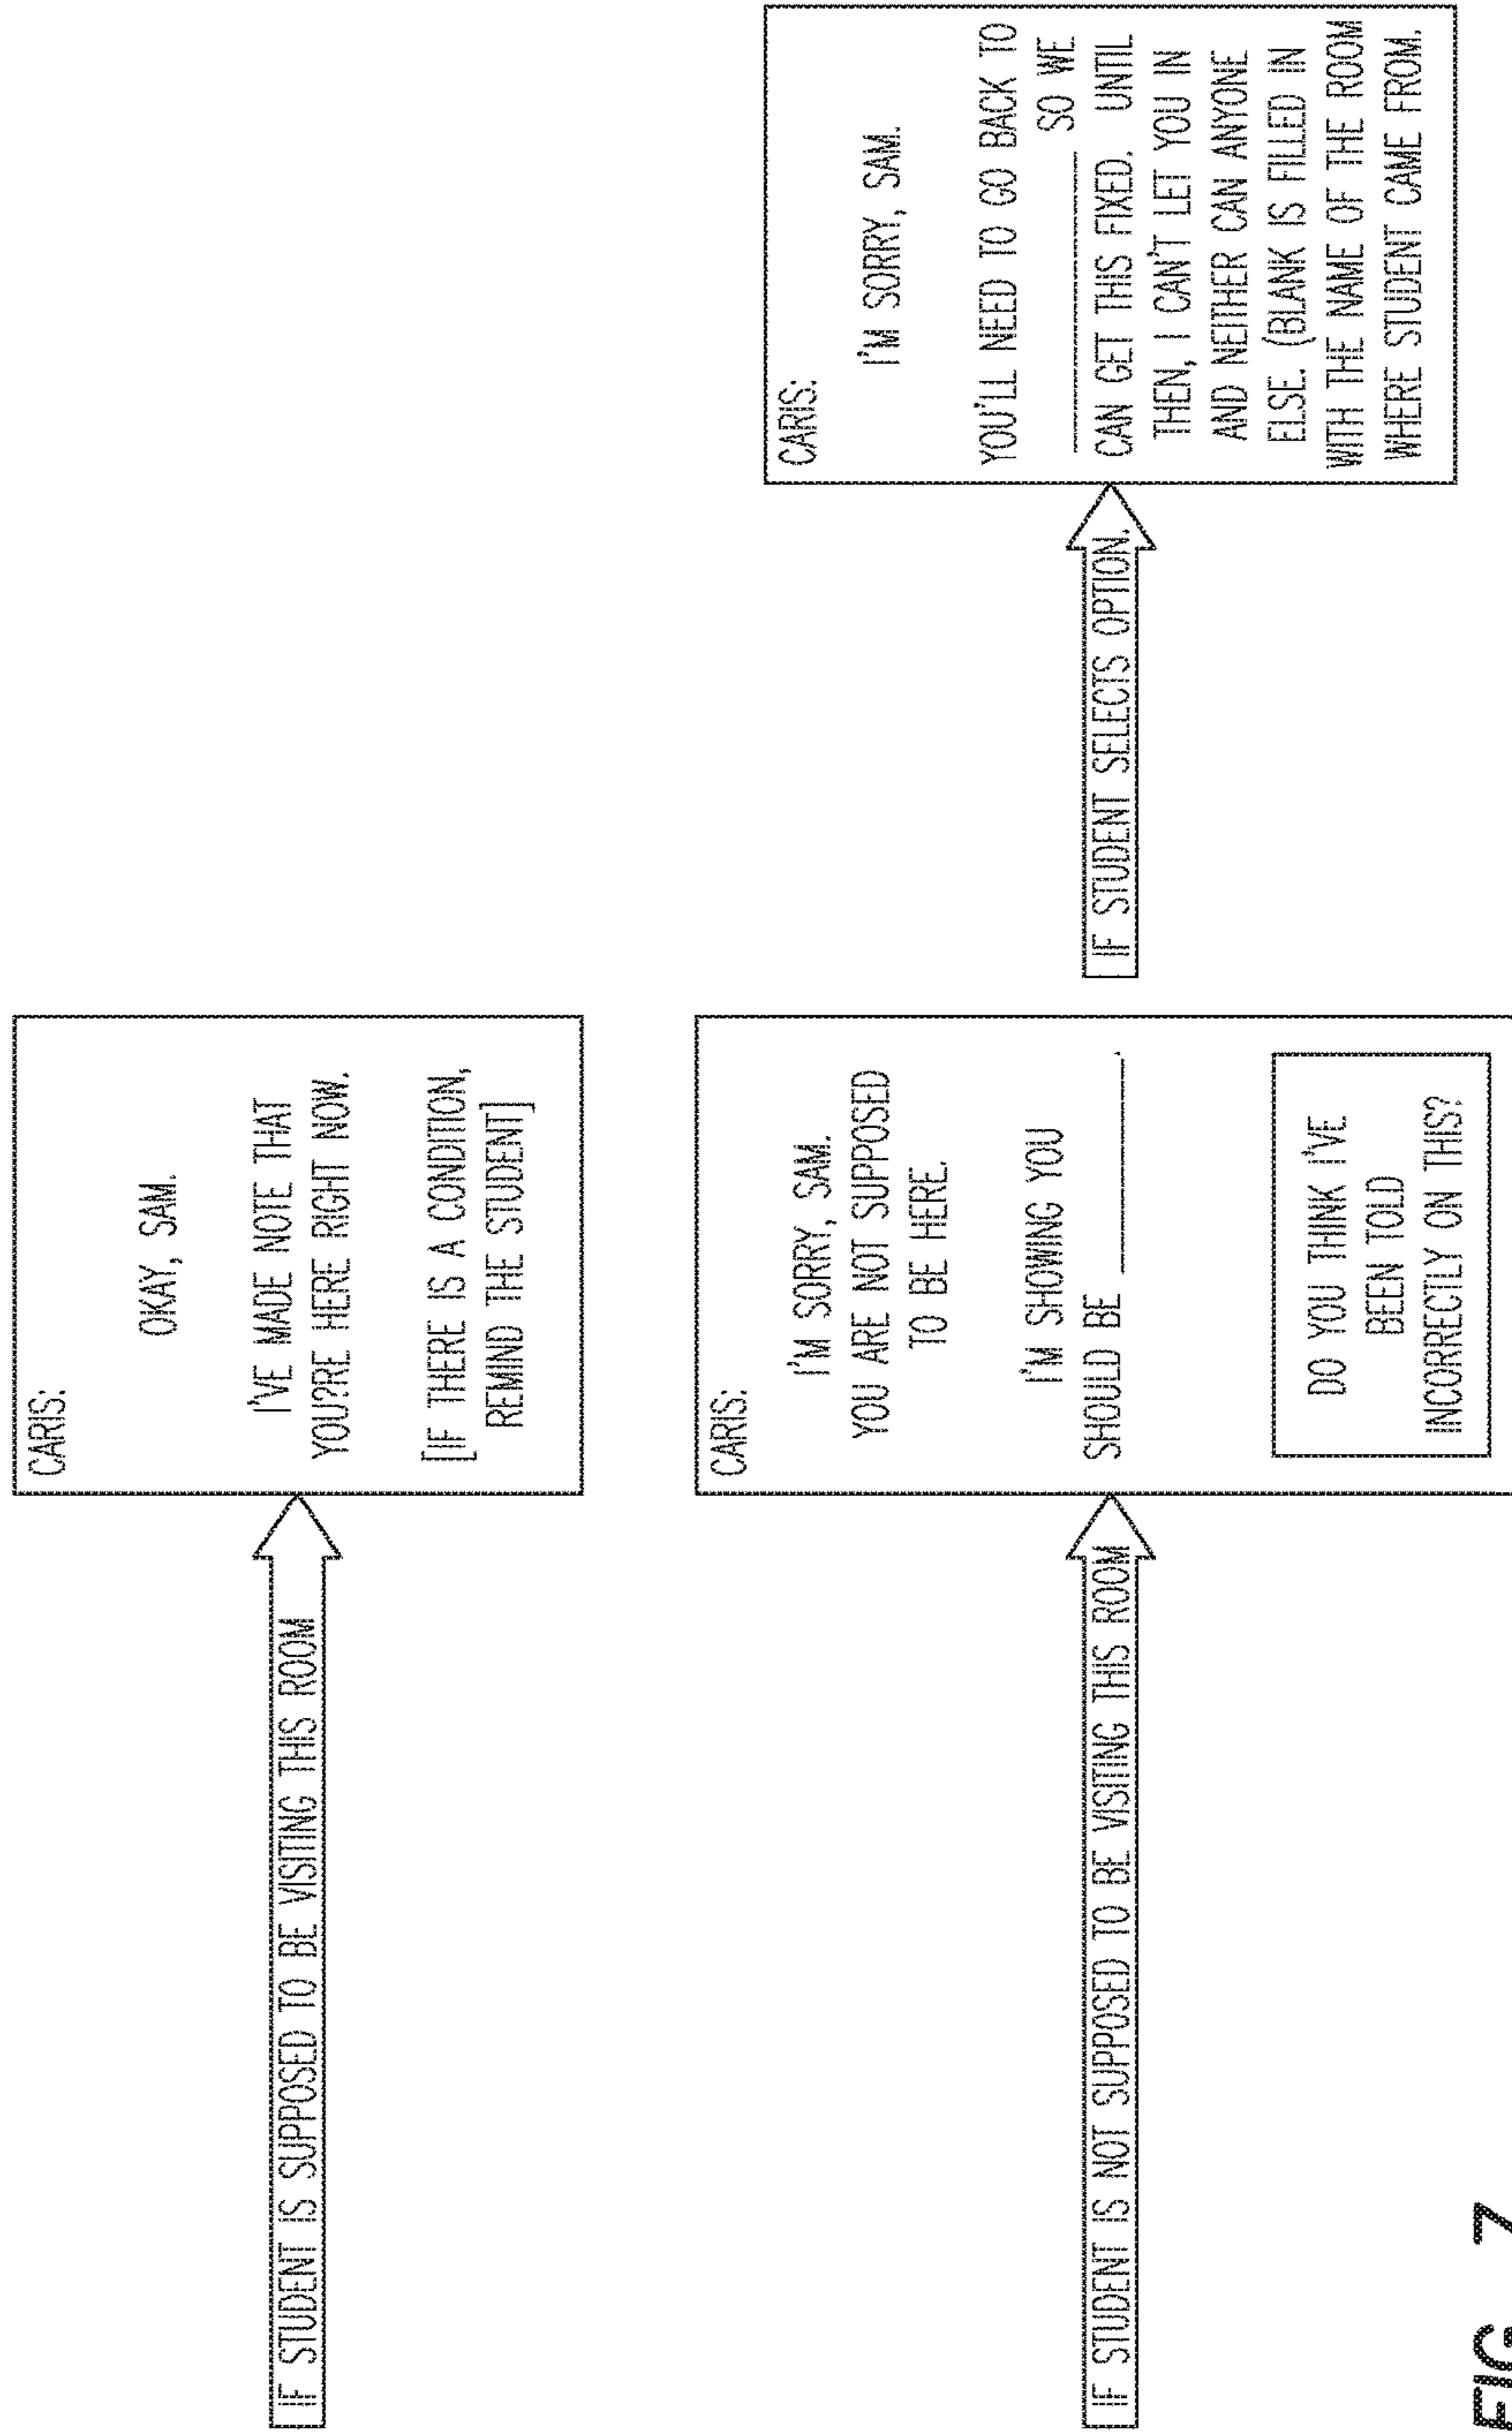 IF STUDENT IS SUPPOSED TO BE VISITING THIS ROOM
CARIS:
OKAY, SAM.
I'VE MADE NOTE THAT
YOU?RE HERE RIGHT NOW.
[IF THERE IS A CONDITION,
REMIND THE STUDENT]
IF STUDENT IS NOT SUPPOSED TO BE VISITING THIS ROOM
CARIS:
I'M SORRY, SAM.
YOU ARE NOT SUPPOSED
TO BE HERE.
I'M SHOWING YOU
SHOULD BE ____________.
DO YOU THINK I'VE
BEEN TOLD
INCORRECTLY ON THIS?
IF STUDENT SELECTS OPTION,
CARIS:
I'M SORRY, SAM.
YOU'LL NEED TO GO BACK TO
____________ SO WE
CAN GET THIS FIXED. UNTIL
THEN, I CAN'T LET YOU IN
AND NEITHER CAN ANYONE
ELSE. (BLANK IS FILLED IN
WITH THE NAME OF THE ROOM
WHERE STUDENT CAME FROM.
FIG. 7